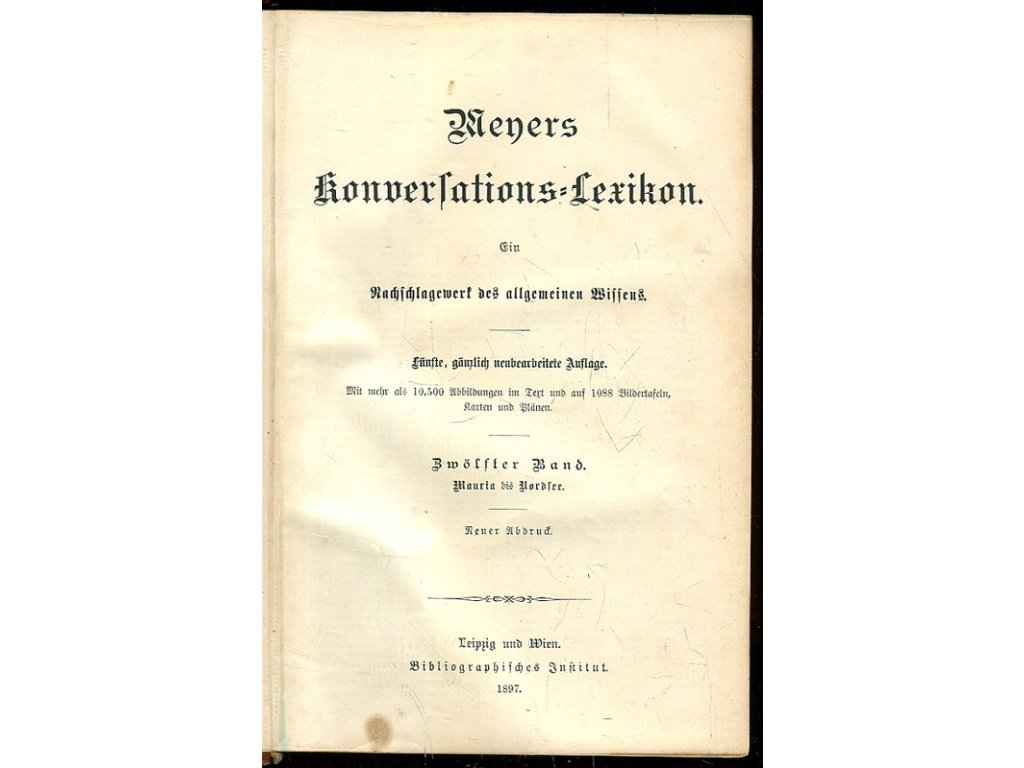 Meyers
Konverſations-Lexikon.
Ein
Nachſchlagewerk des allgemeinen Wiſſens.
Fünfte, gänzlich neubearbeitete Auflage.
Mit mehr als 10,500 Abbildungen im Text und auf 1088 Bildertafeln,
Karten und Plänen.
Zwölfter Band.
Mauria bis Nordſee.
Neuer Abdruck.
Leipzig und Wien.
Bibliographiſches Inſtitut.
1897.